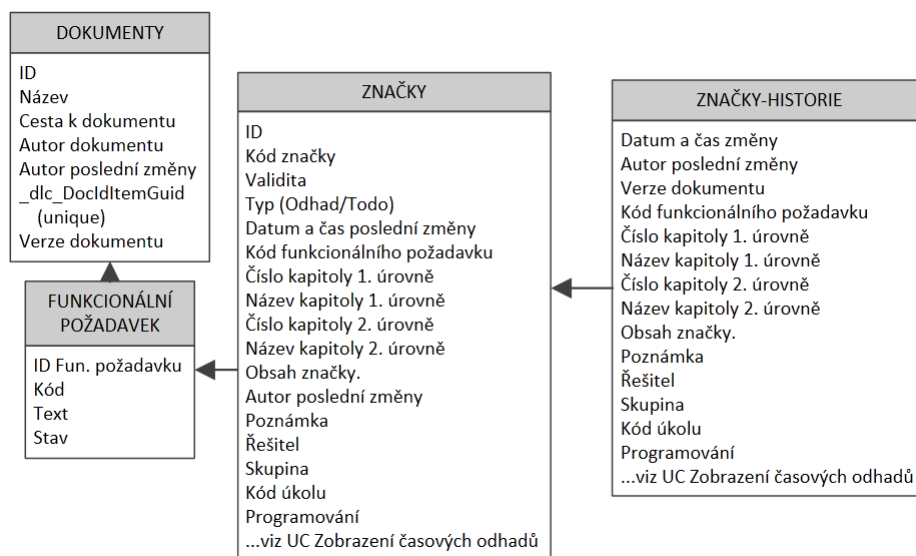 DOKUMENTY
ID
Název
Cesta k dokumentu
Autor dokumentu
Autor poslední změny
_dlc_DocIdItemGuid
(unique)
Verze dokumentu
FUNKCIONÁLNÍ
POŽADAVEK
ID Fun. požadavku
Kód
Text
Stav
ZNAČKY
ID
Kód značky
Validita
Typ (Odhad/Todo)
Datum a čas poslední změny
Kód funkcionálního požadavku
Číslo kapitoly 1. úrovně
Název kapitoly 1. úrovně
Číslo kapitoly 2. úrovně
Název kapitoly 2. úrovně
Obsah značky.
Autor poslední změny
Poznámka
Řešitel
Skupina
Kód úkolu
Programování
...viz UC Zobrazení časových odhadů
ZNAČKY-HISTORIE
Datum a čas změny
Autor poslední změny
Verze dokumentu
Kód funkcionálního požadavku
Číslo kapitoly 1. úrovně
Název kapitoly 1. úrovně
Číslo kapitoly 2. úrovně
Název kapitoly 2. úrovně
Obsah značky.
Poznámka
Řešitel
Skupina
Kód úkolu
Programování
...viz UC Zobrazení časových odhadů